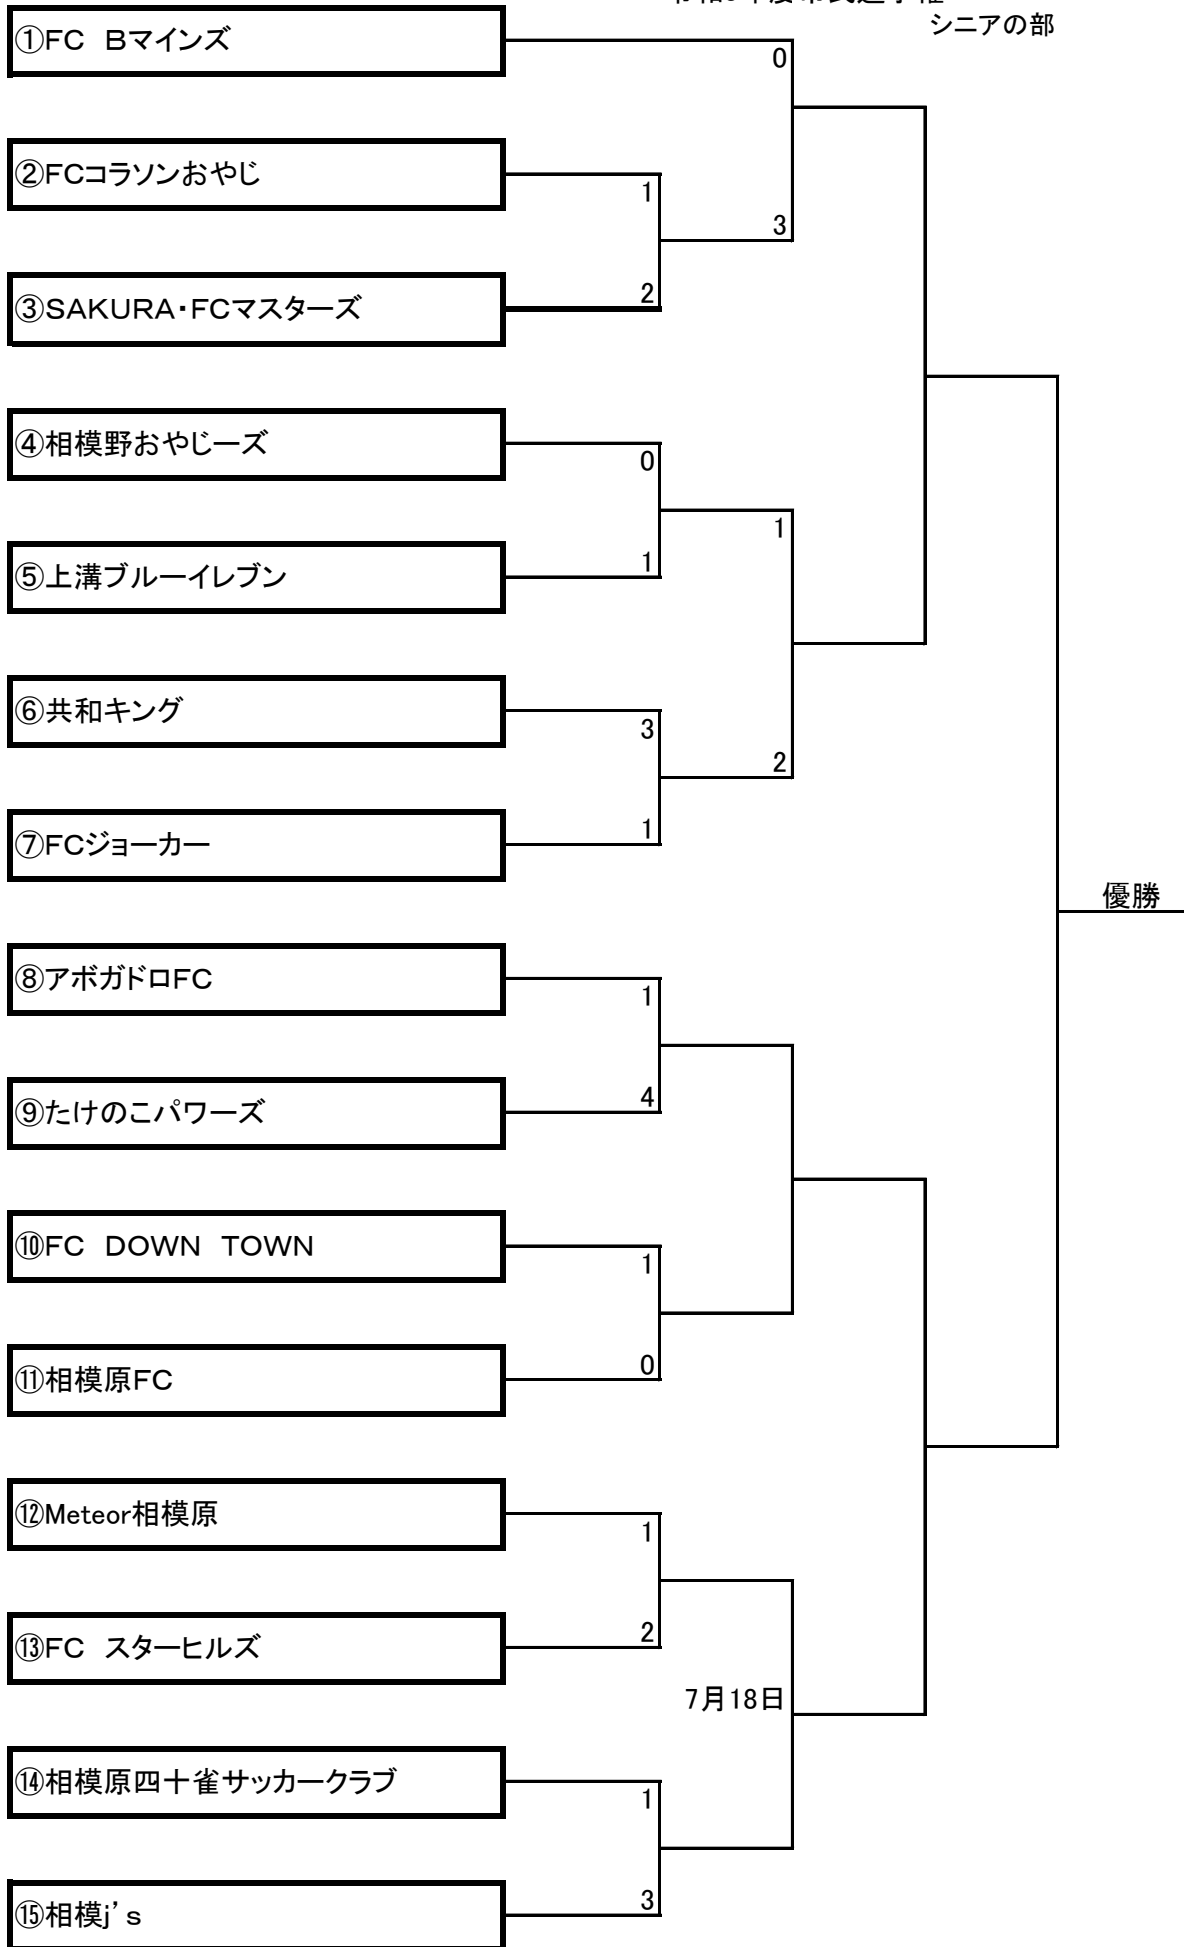 シニアの部
①FC Bマインズ
0
②FCコラソンおやじ
1
3
③SAKURA・FCマスターズ
2
④相模野おやじーズ
0
1
⑤上溝ブルーイレブン
1
⑥共和キング
3
2
⑦FCジョーカー
1
優勝
⑧アボガドロFC
1
⑨たけのこパワーズ
4
⑩FC DOWN TOWN
1
⑪相模原FC
0
⑫Meteor相模原
1
⑬FC スターヒルズ
2
7月18日
⑭相模原四十雀サッカークラブ
1
⑮相模j’s
3